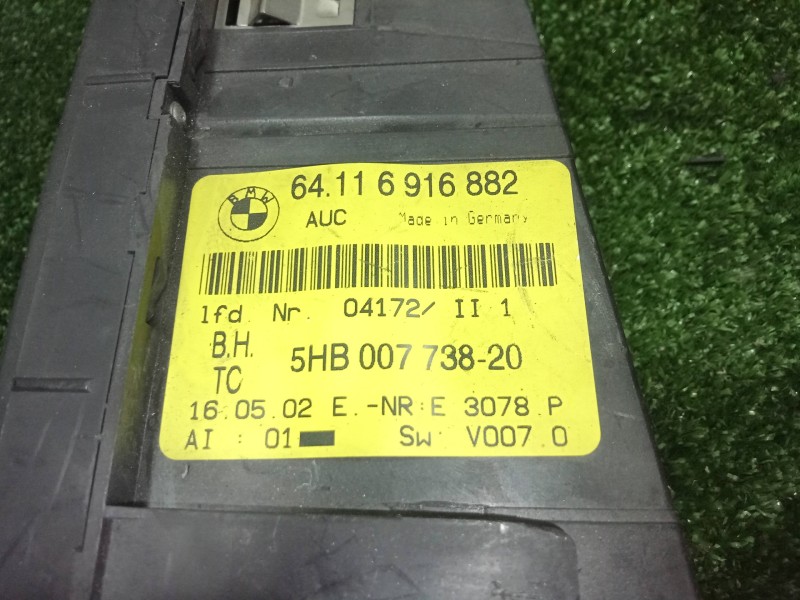 BMW
64.11 6 916 882
AUC Made in Germany
lfd. Nr. 04172/ II 1
B.H.
TC
5HB 007 738-20
16.05.02 E.-NR:E 3078.P
AI : 01 Sw V007.0